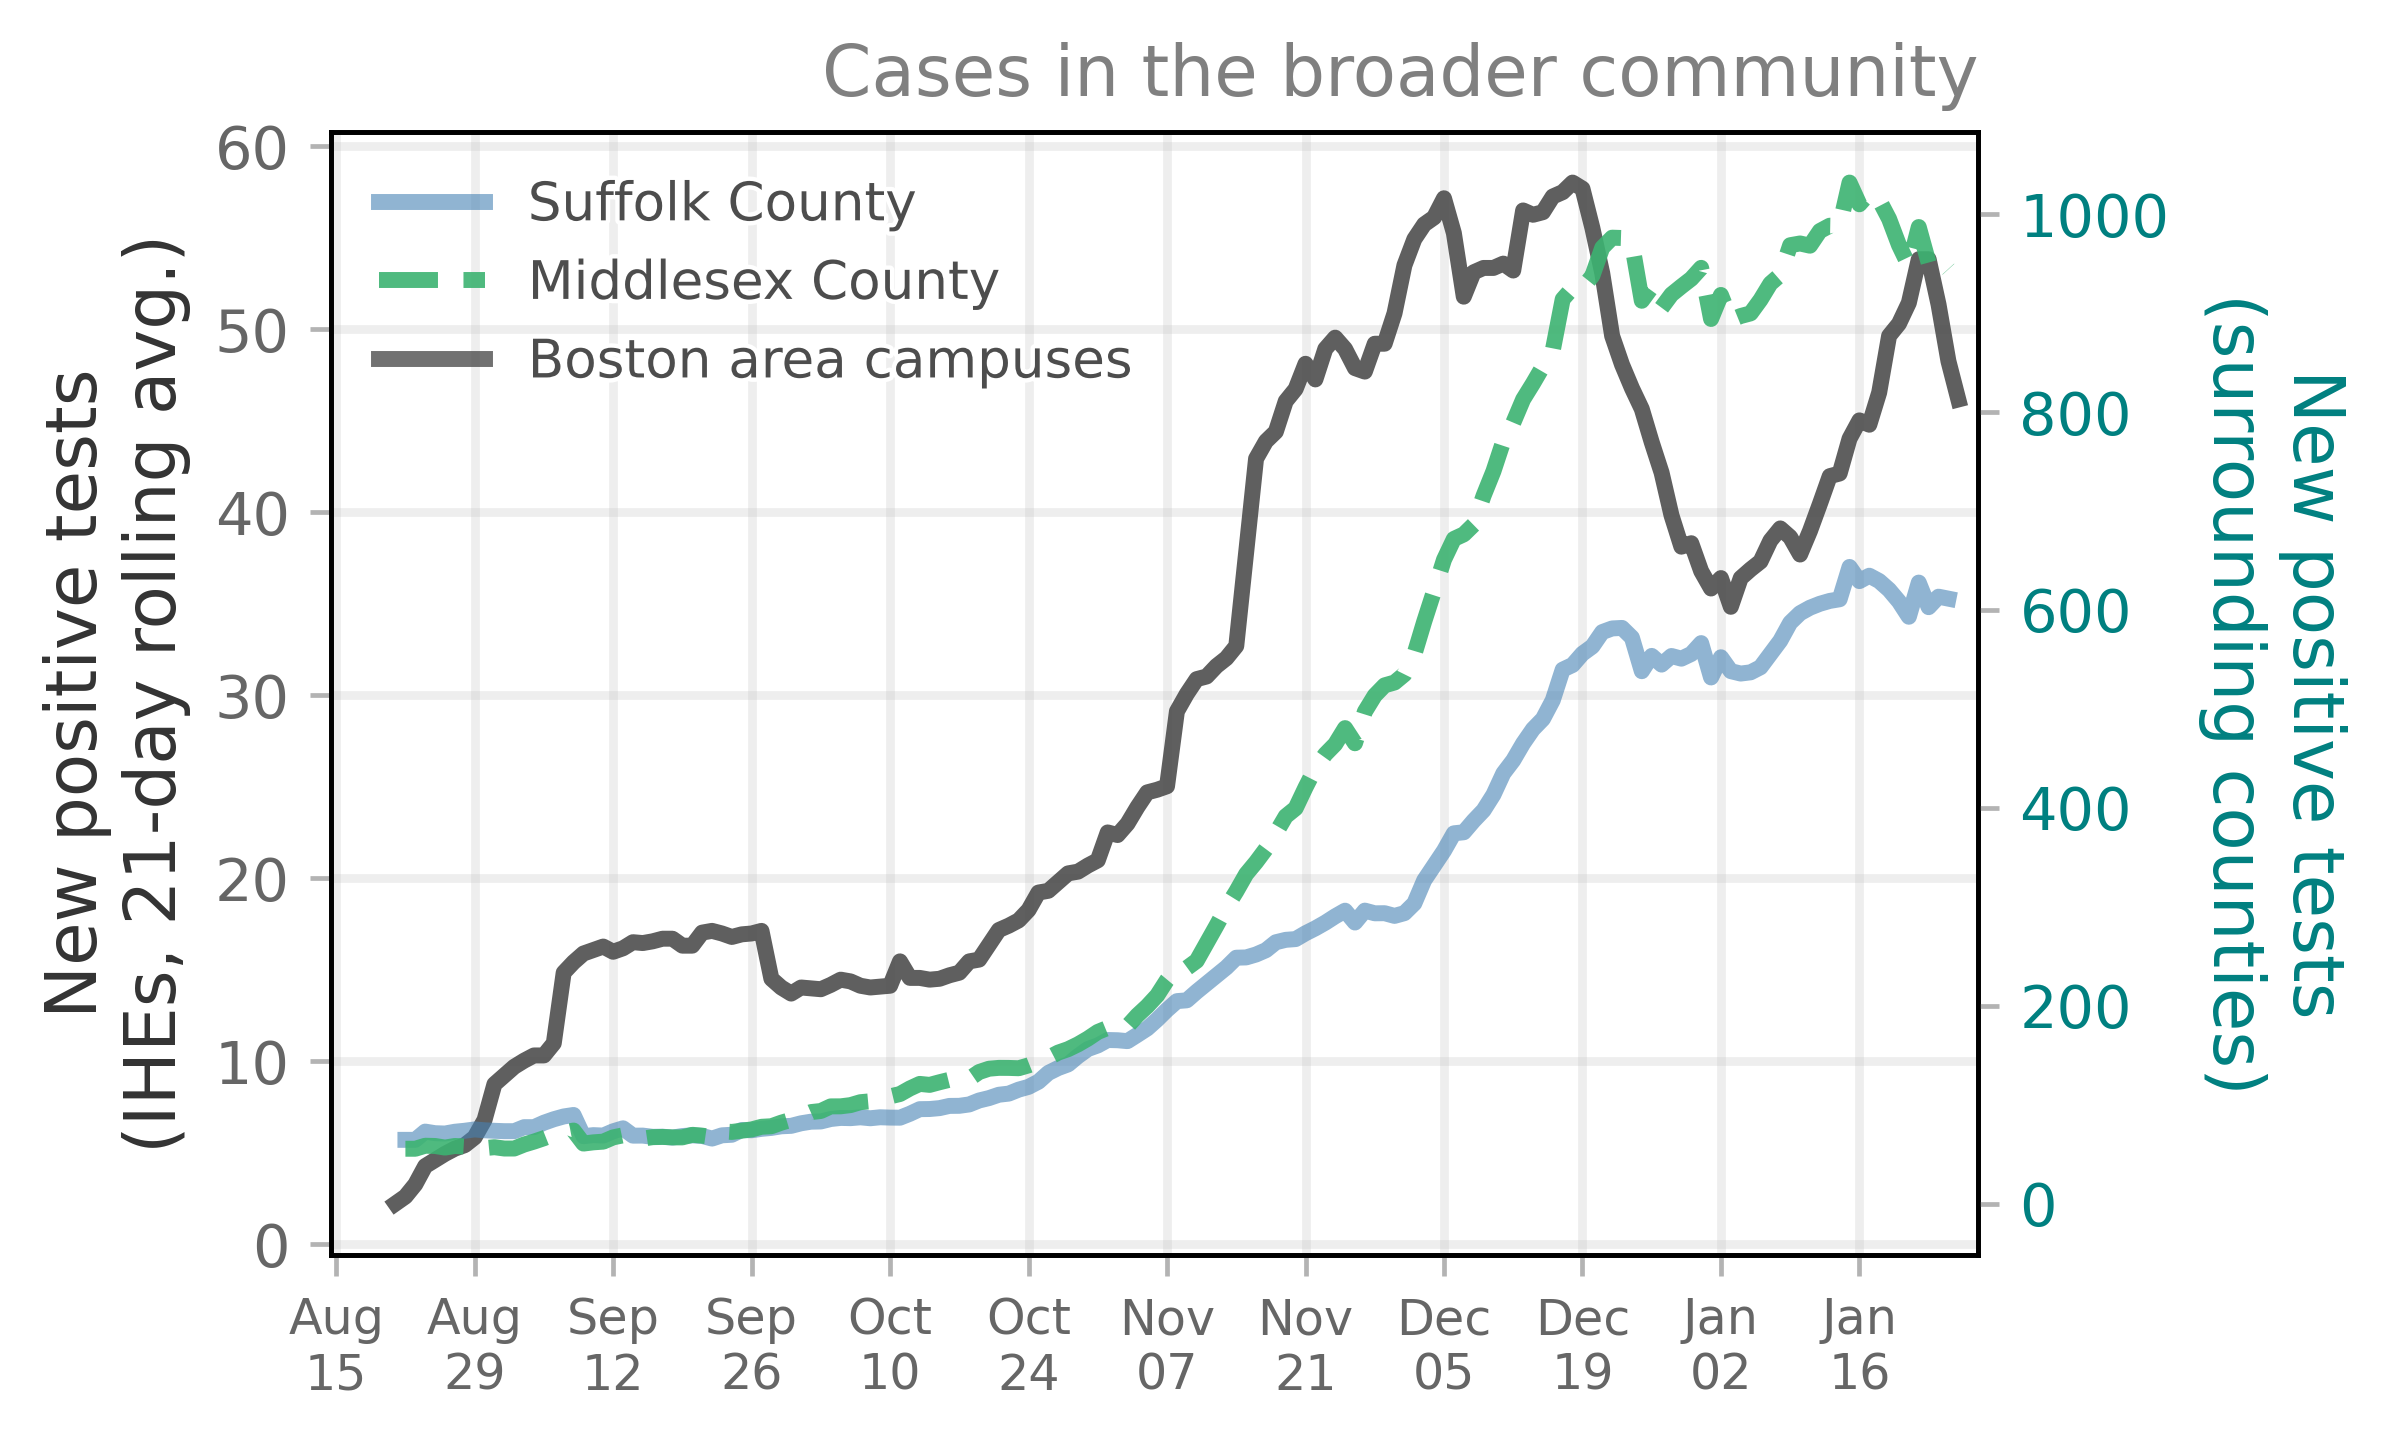 Cases in the broader community
New positive tests
(IHEs, 21-day rolling avg.)
60
50
40
30
20
10
0
Suffolk County
Middlesex County
Boston area campuses
Aug
15
Aug
29
Sep
12
Sep
26
Oct
10
Oct
24
Nov
07
Nov
21
Dec
05
Dec
19
Jan
02
Jan
16
1000
800
600
400
200
0
New positive tests
(surrounding counties)